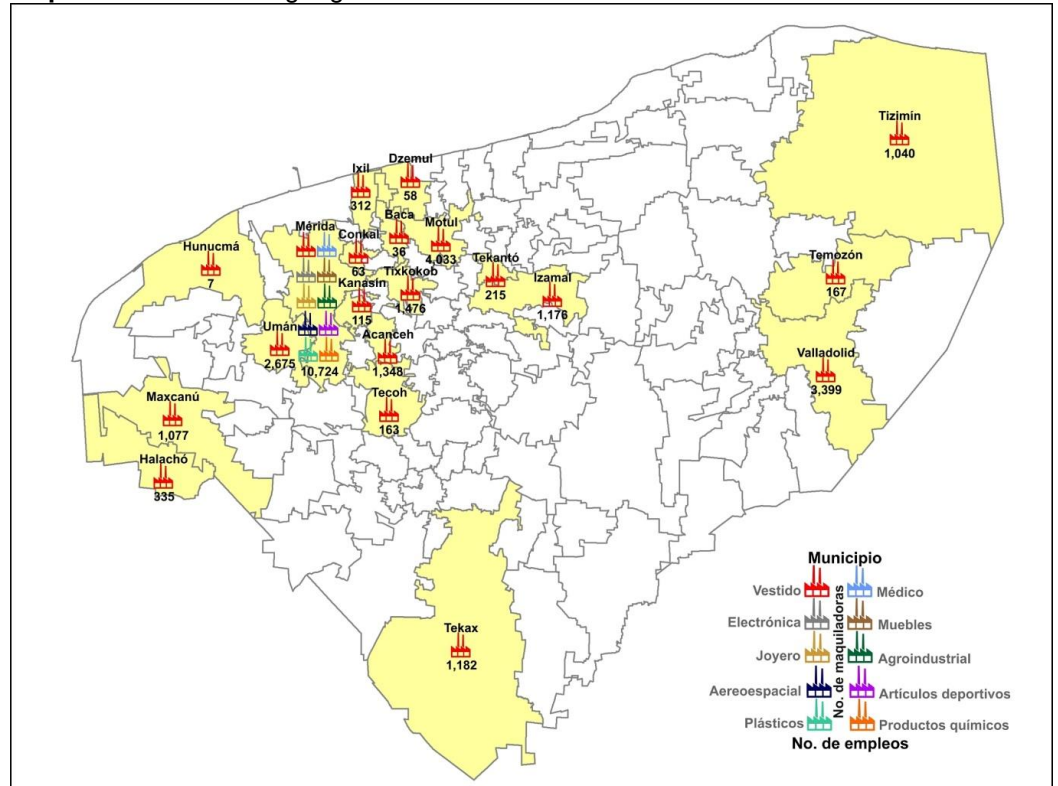 Tizimín
1,040
Dzemul
58
Ixil
312
Baca
36
Motul
4,033
Mérida
Conkal
63
Hunucmá
7
Tekantó
215
Izamal
1,176
Tixkokob
1,476
Kanasín
115
Temozón
167
Umán
2,675
10,724
Acanceh
1,348
Valladolid
3,399
Tecoh
163
Maxcanú
1,077
Halachó
335
Tekax
1,182
Municipio
No. de maquiladoras
Vestido
Médico
Electrónica
Muebles
Joyero
Agroindustrial
Aereoespacial
Artículos deportivos
Plásticos
Productos químicos
No. de empleos